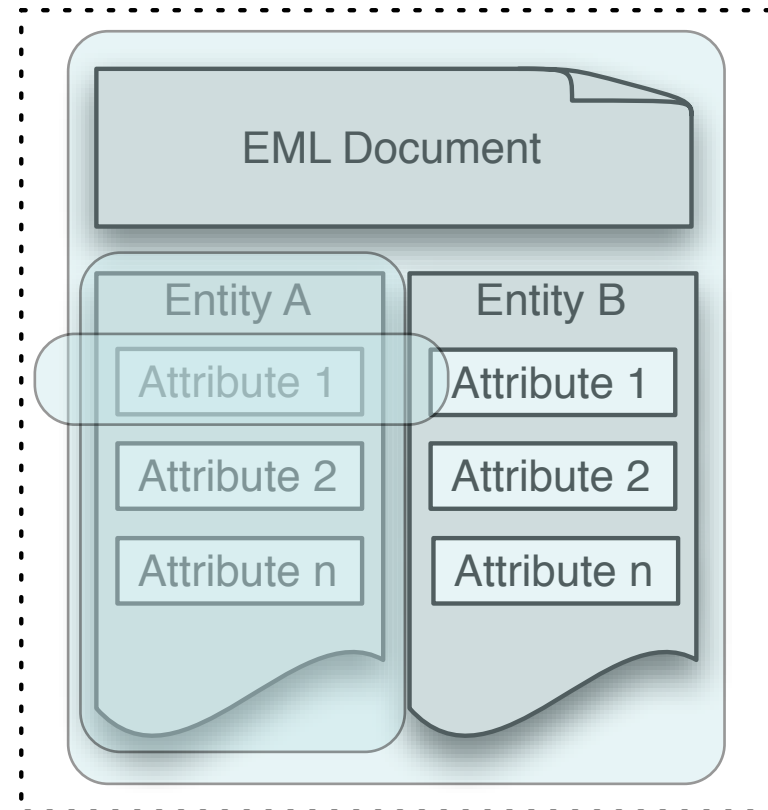 EML Document
Entity A
Attribute 1
Attribute 2
Attribute n
Entity B
Attribute 1
Attribute 2
Attribute n